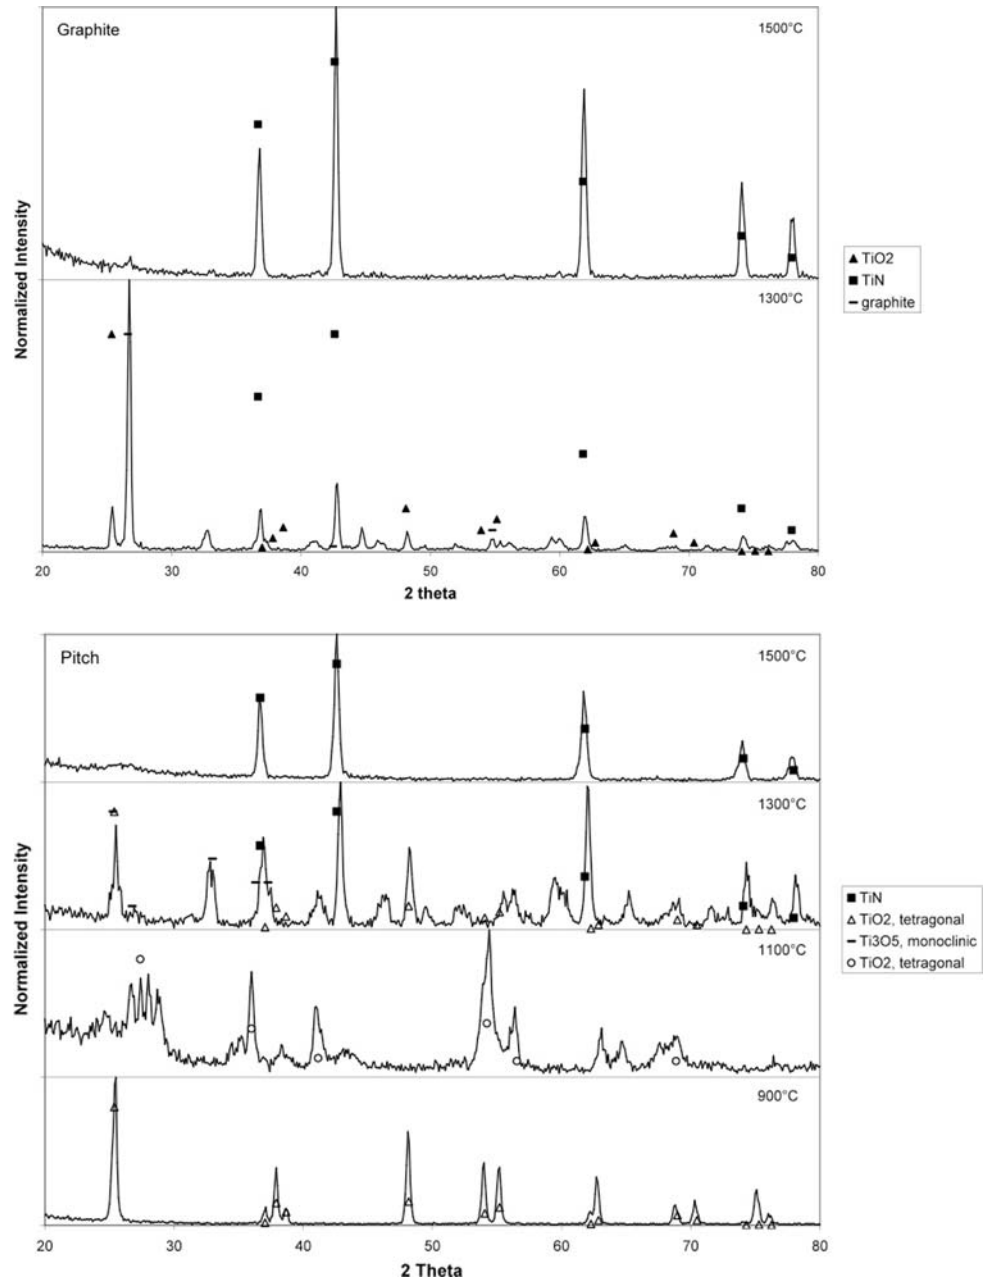 Graphite
1500°C
Normalized Intensity
1300°C
TiO2
TiN
graphite
20 30 40 50 60 70 80
2 theta
Pitch
1500°C
1300°C
Normalized Intensity
1100°C
900°C
TiN
TiO2, tetragonal
Ti3O5, monoclinic
TiO2, tetragonal
20 30 40 50 60 70 80
2 Theta